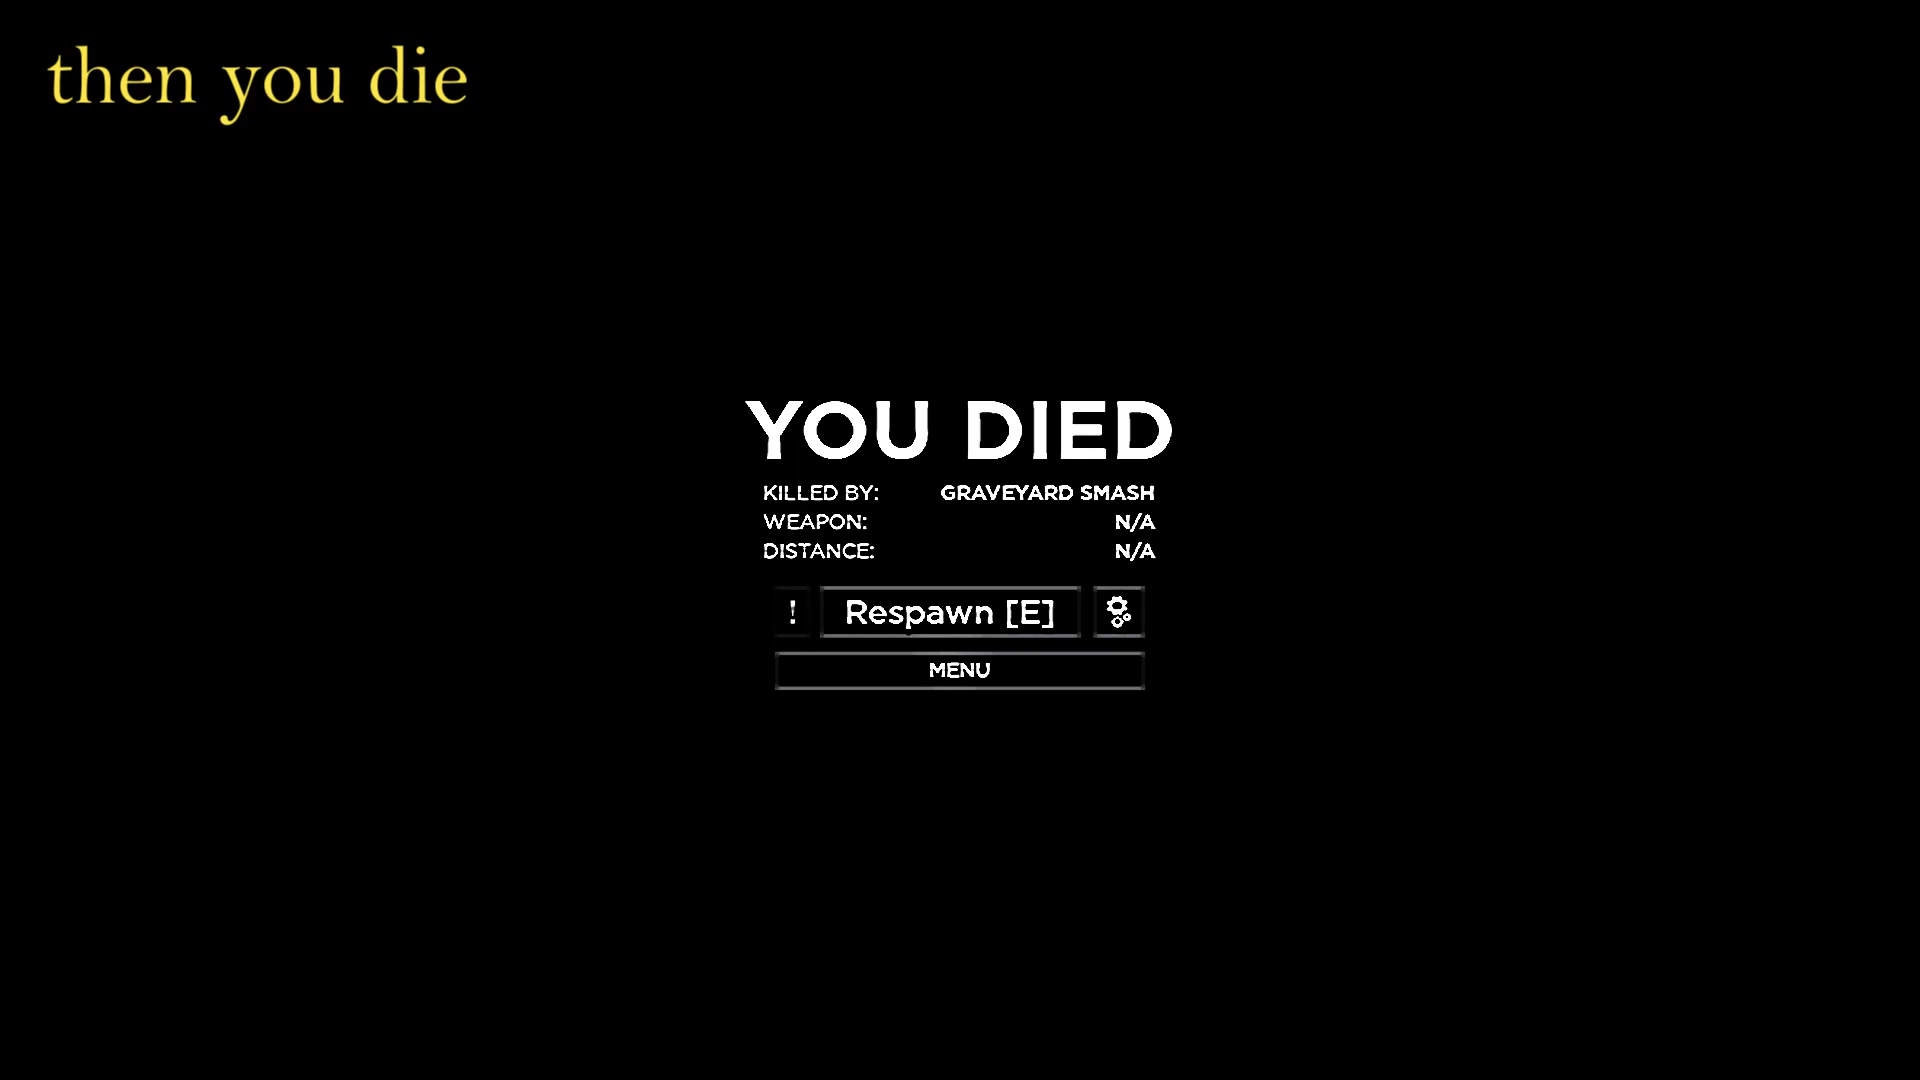 then you die
YOU DIED
KILLED BY: GRAVEYARD SMASH
WEAPON: N/A
DISTANCE: N/A
! Respawn [E]
MENU